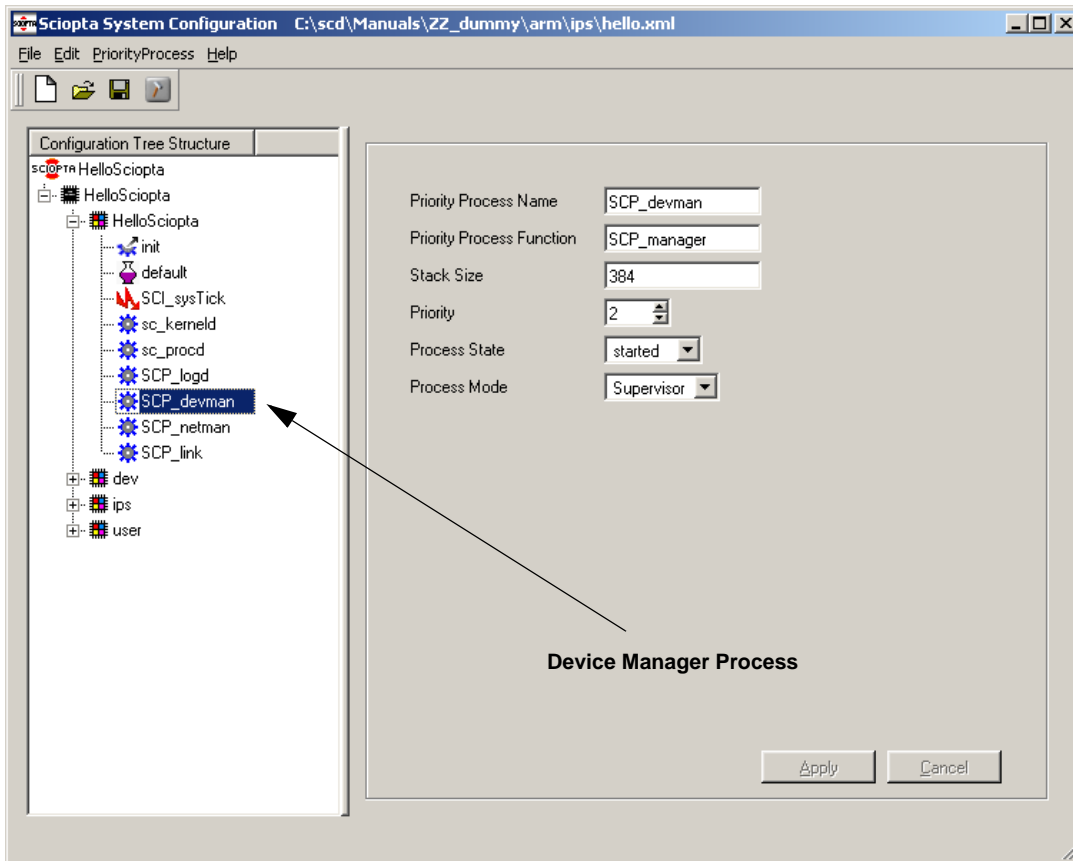 Sciopta System Configuration C:\scd\Manuals\ZZ_dummy\arm\ips\hello.xml
File Edit PriorityProcess Help
Configuration Tree Structure
SCIOPTA HelloSciopta
HelloSciopta
HelloSciopta
init
default
SCI_sysTick
sc_kerneld
sc_procd
SCP_logd
SCP_devman
SCP_netman
SCP_link
dev
ips
user
Priority Process Name SCP_devman
Priority Process Function SCP_manager
Stack Size 384
Priority 2
Process State started
Process Mode Supervisor
Device Manager Process
Apply Cancel